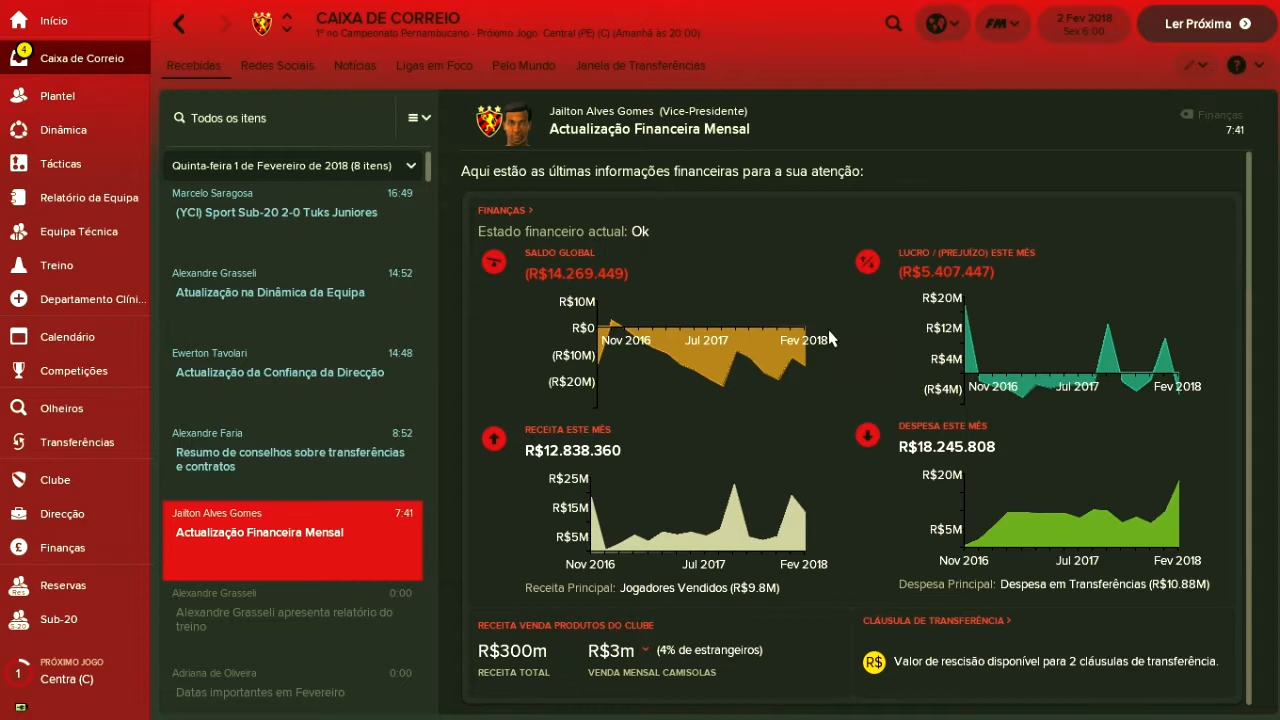 Início
4
Caixa de Correio
Plantel
Dinâmica
Tácticas
Relatório da Equipa
Equipa Técnica
Treino
Departamento Clíni...
Calendário
Competições
Olheiros
Transferências
Clube
Direcção
£
Finanças
Res
Reservas
S-20
Sub-20
1
PRÓXIMO JOGO
Centra (C)
CAIXA DE CORREIO
1º no Campeonato Pernambucano - Próximo Jogo: Central (PE) (C) (Amanhã às 20:00)
FM
2 Fev 2018
Sex 6:00
Ler Próxima
Recebidas
Redes Sociais
Notícias
Ligas em Foco
Pelo Mundo
Janela de Transferências
?
Todos os itens
Quinta-feira 1 de Fevereiro de 2018 (8 itens)
Marcelo Saragosa 16:49
(YCI) Sport Sub-20 2-0 Tuks Juniores
Alexandre Grasseli 14:52
Atualização na Dinâmica da Equipa
Ewerton Tavolari 14:48
Actualização da Confiança da Direcção
Alexandre Faria 8:52
Resumo de conselhos sobre transferências
e contratos
Jailton Alves Gomes 7:41
Actualização Financeira Mensal
Alexandre Grasseli 0:00
Alexandre Grasseli apresenta relatório do
treino
Adriana de Oliveira 0:00
Datas importantes em Fevereiro
Jailton Alves Gomes (Vice-Presidente)
Actualização Financeira Mensal
Finanças
7:41
Aqui estão as últimas informações financeiras para a sua atenção:
FINANÇAS >
Estado financeiro actual: Ok
SALDO GLOBAL
(R$14.269.449)
R$10M
R$0
(R$10M)
(R$20M)
Nov 2016
Jul 2017
Fev 2018
LUCRO / (PREJUÍZO) ESTE MÊS
(R$5.407.447)
R$20M
R$12M
R$4M
(R$4M)
Nov 2016
Jul 2017
Fev 2018
RECEITA ESTE MÊS
R$12.838.360
R$25M
R$15M
R$5M
Nov 2016
Jul 2017
Fev 2018
Receita Principal: Jogadores Vendidos (R$9.8M)
DESPESA ESTE MÊS
R$18.245.808
R$20M
R$5M
Nov 2016
Jul 2017
Fev 2018
Despesa Principal: Despesa em Transferências (R$10.88M)
RECEITA VENDA PRODUTOS DO CLUBE
R$300m
RECEITA TOTAL
R$3m (4% de estrangeiros)
VENDA MENSAL CAMISOLAS
CLÁUSULA DE TRANSFERÊNCIA >
R$
Valor de rescisão disponível para 2 cláusulas de transferência.